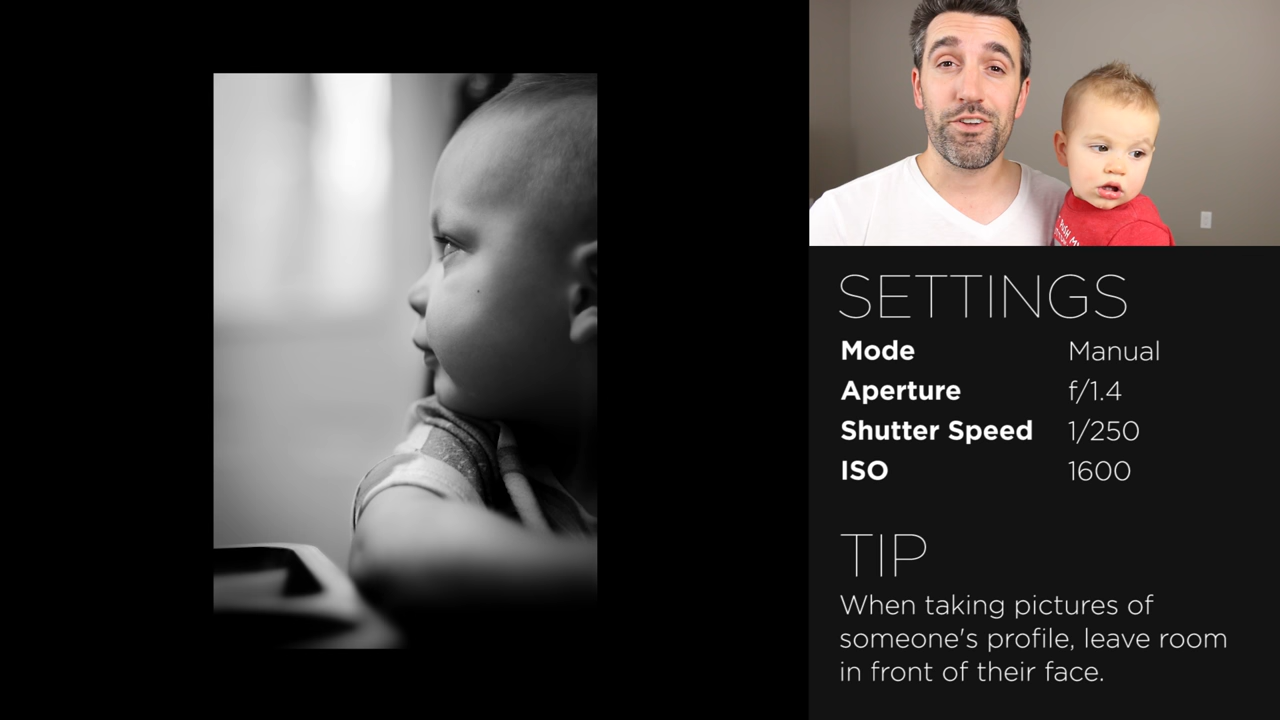 SETTINGS
Mode Manual
Aperture f/1.4
Shutter Speed 1/250
ISO 1600
TIP
When taking pictures of
someone's profile, leave room
in front of their face.